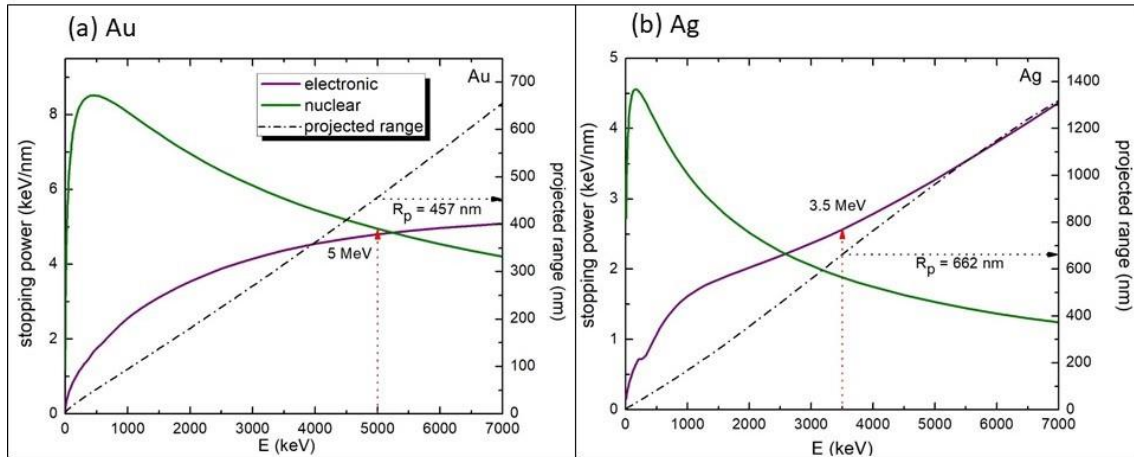 (a) Au
Au
electronic
nuclear
projected range
stopping power (keV/nm)
8
6
4
2
0
700
600
500
400
300
200
100
0
projected range (nm)
Rp = 457 nm
5 MeV
0 1000 2000 3000 4000 5000 6000 7000
E (keV)
(b) Ag
Ag
stopping power (keV/nm)
5
4
3
2
1
0
1400
1200
1000
800
600
400
200
0
projected range (nm)
3.5 MeV
Rp = 662 nm
0 1000 2000 3000 4000 5000 6000 7000
E (keV)